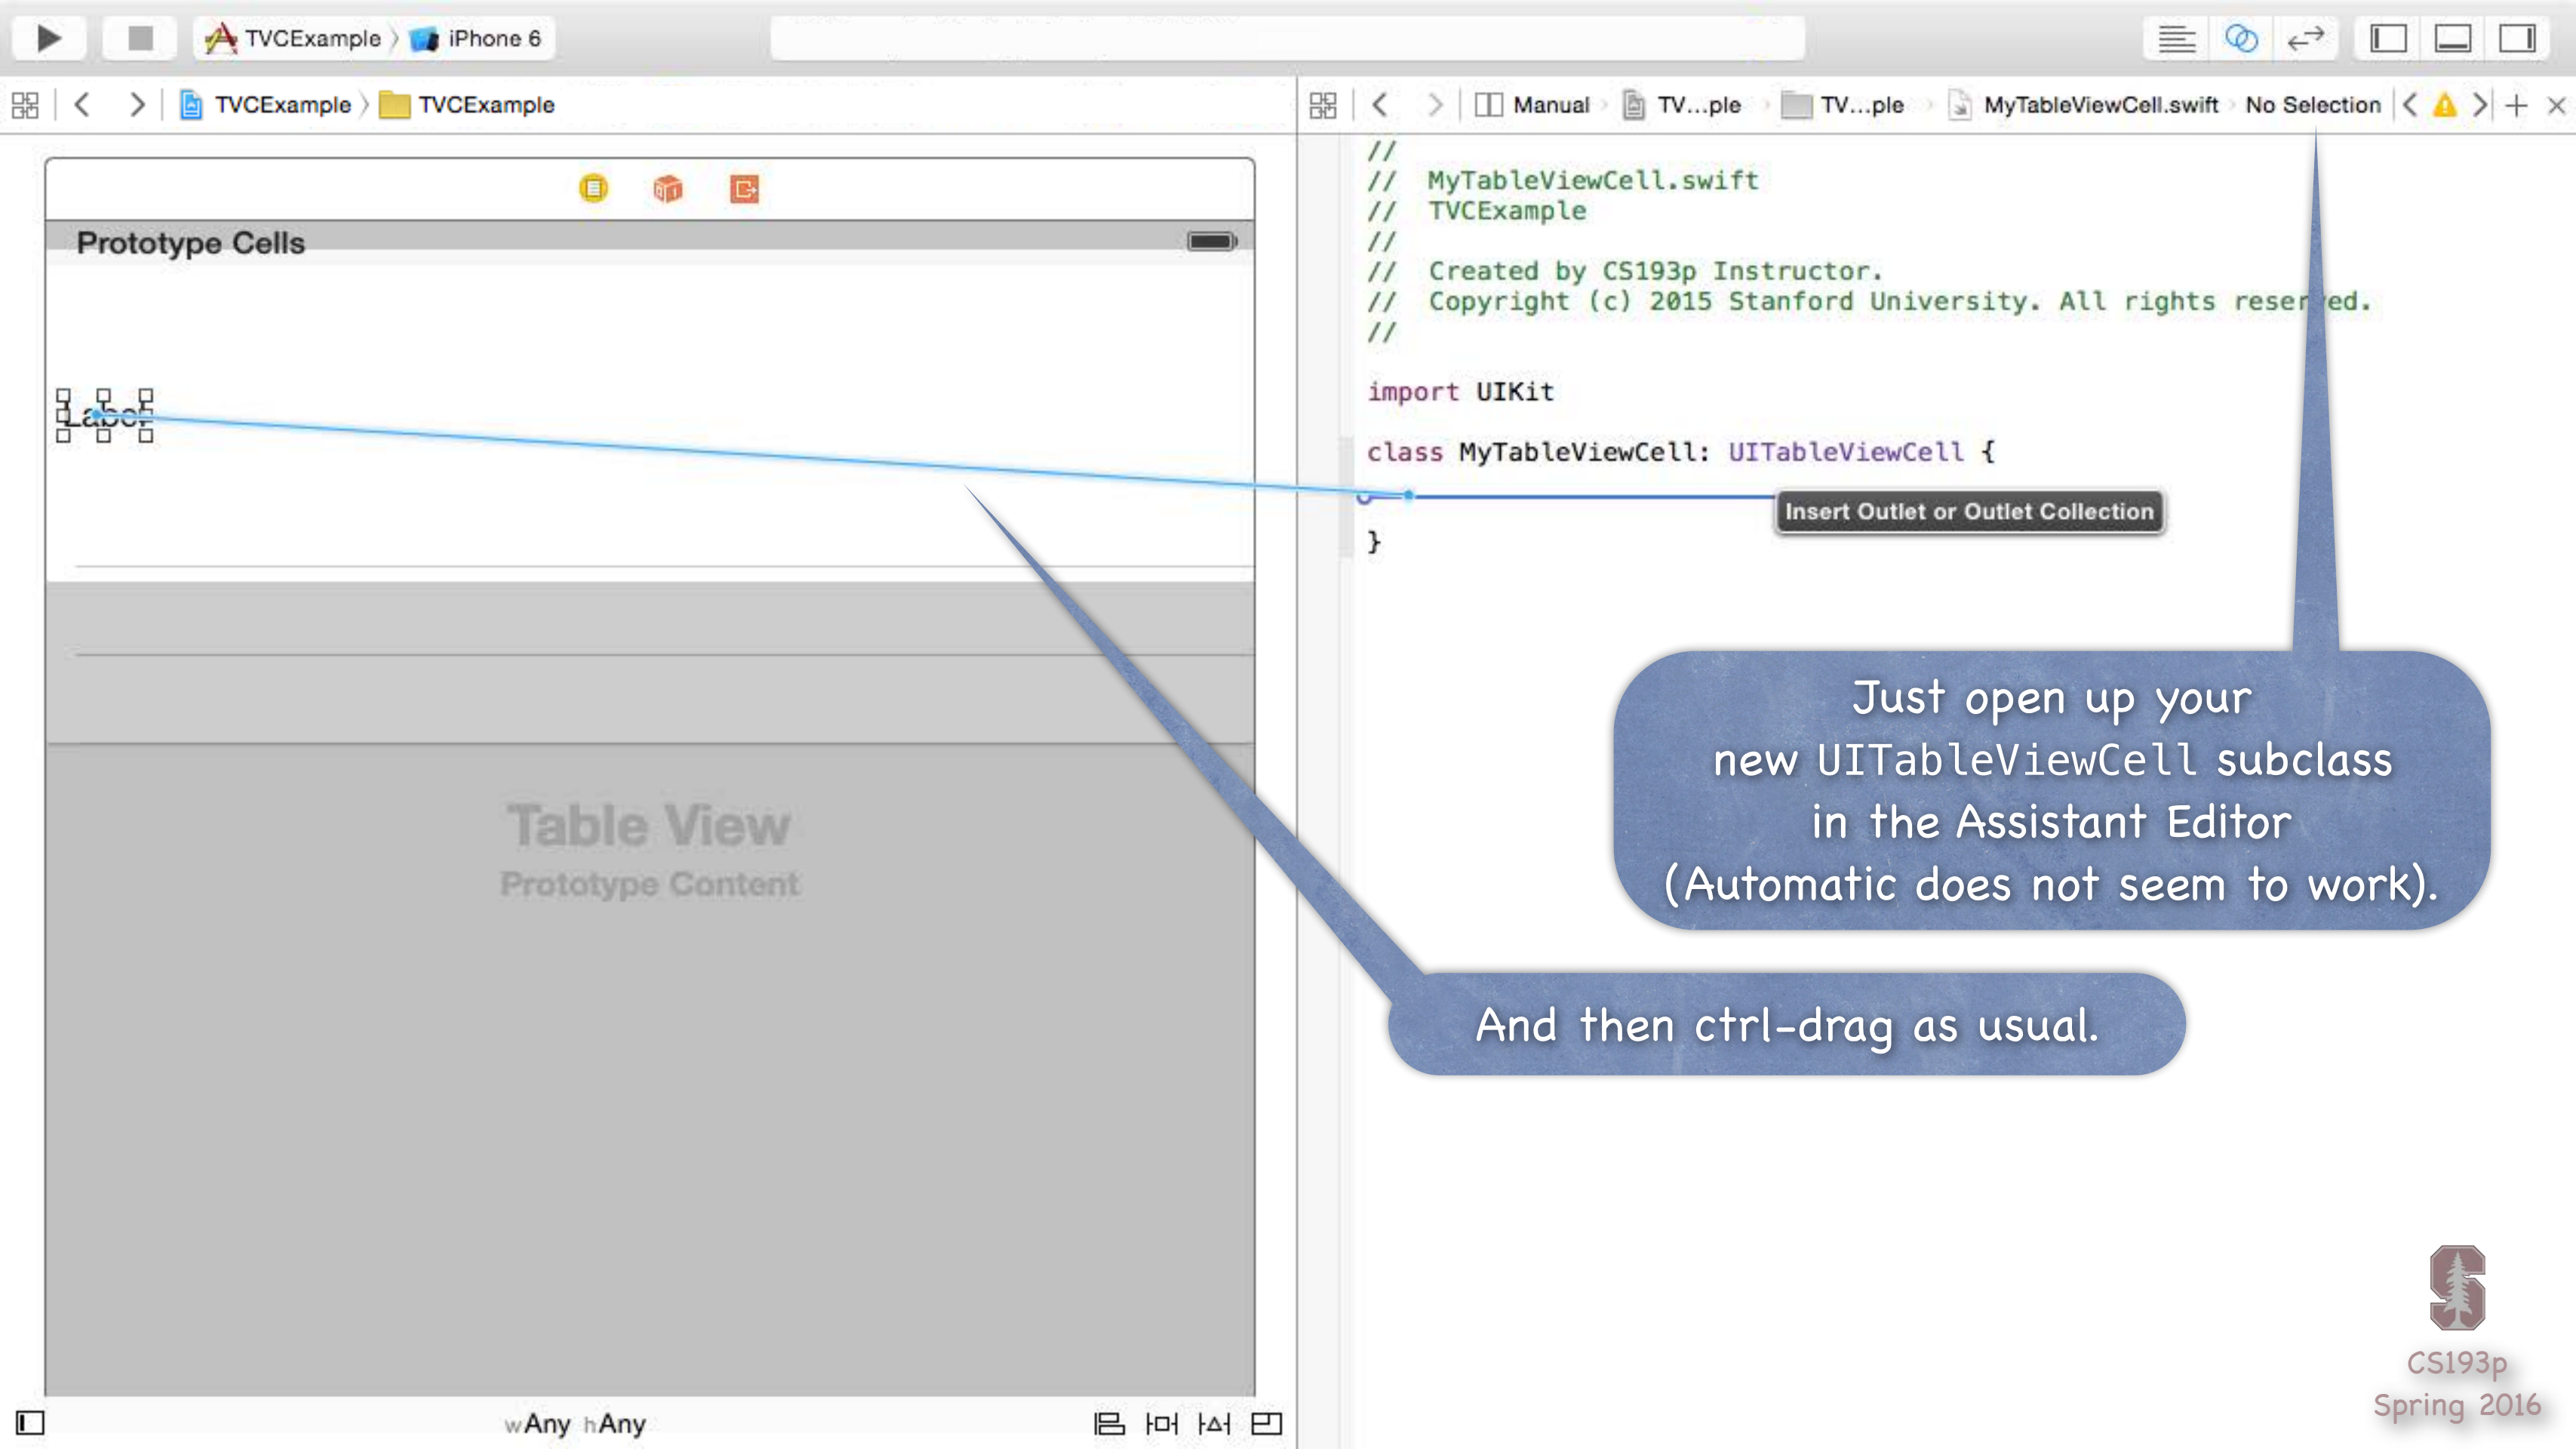 TVCExample iPhone 6
TVCExample TVCExample
Manual TV...ple TV...ple MyTableViewCell.swift No Selection
Prototype Cells
Label
Table View
Prototype Content
wAny hAny
//
// MyTableViewCell.swift
// TVCExample
//
// Created by CS193p Instructor.
// Copyright (c) 2015 Stanford University. All rights reserved.
//
import UIKit
class MyTableViewCell: UITableViewCell {
Insert Outlet or Outlet Collection
}
Just open up your
new UITableViewCell subclass
in the Assistant Editor
(Automatic does not seem to work).
And then ctrl-drag as usual.
S
CS193p
Spring 2016